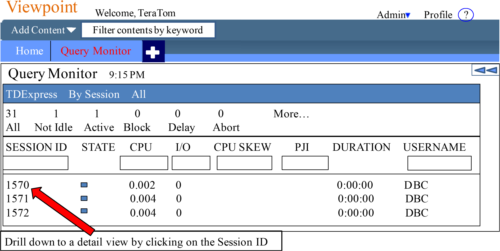 Viewpoint
Welcome, TeraTom
Admin Profile ?
Add Content Filter contents by keyword
Home Query Monitor
Query Monitor 9:15 PM
TDExpress By Session All
31 1 1 0 0 0 More...
All Not Idle Active Block Delay Abort
SESSION ID STATE CPU I/O CPU SKEW PJI DURATION USERNAME
1570 0.002 0 0:00:00 DBC
1571 0.004 0 0:00:00 DBC
1572 0.004 0 0:00:00 DBC
Drill down to a detail view by clicking on the Session ID